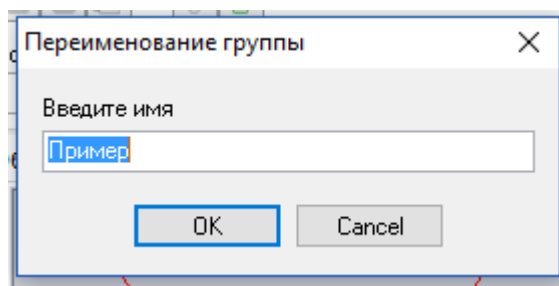 Переименование группы
Введите имя
Пример
OK
Cancel